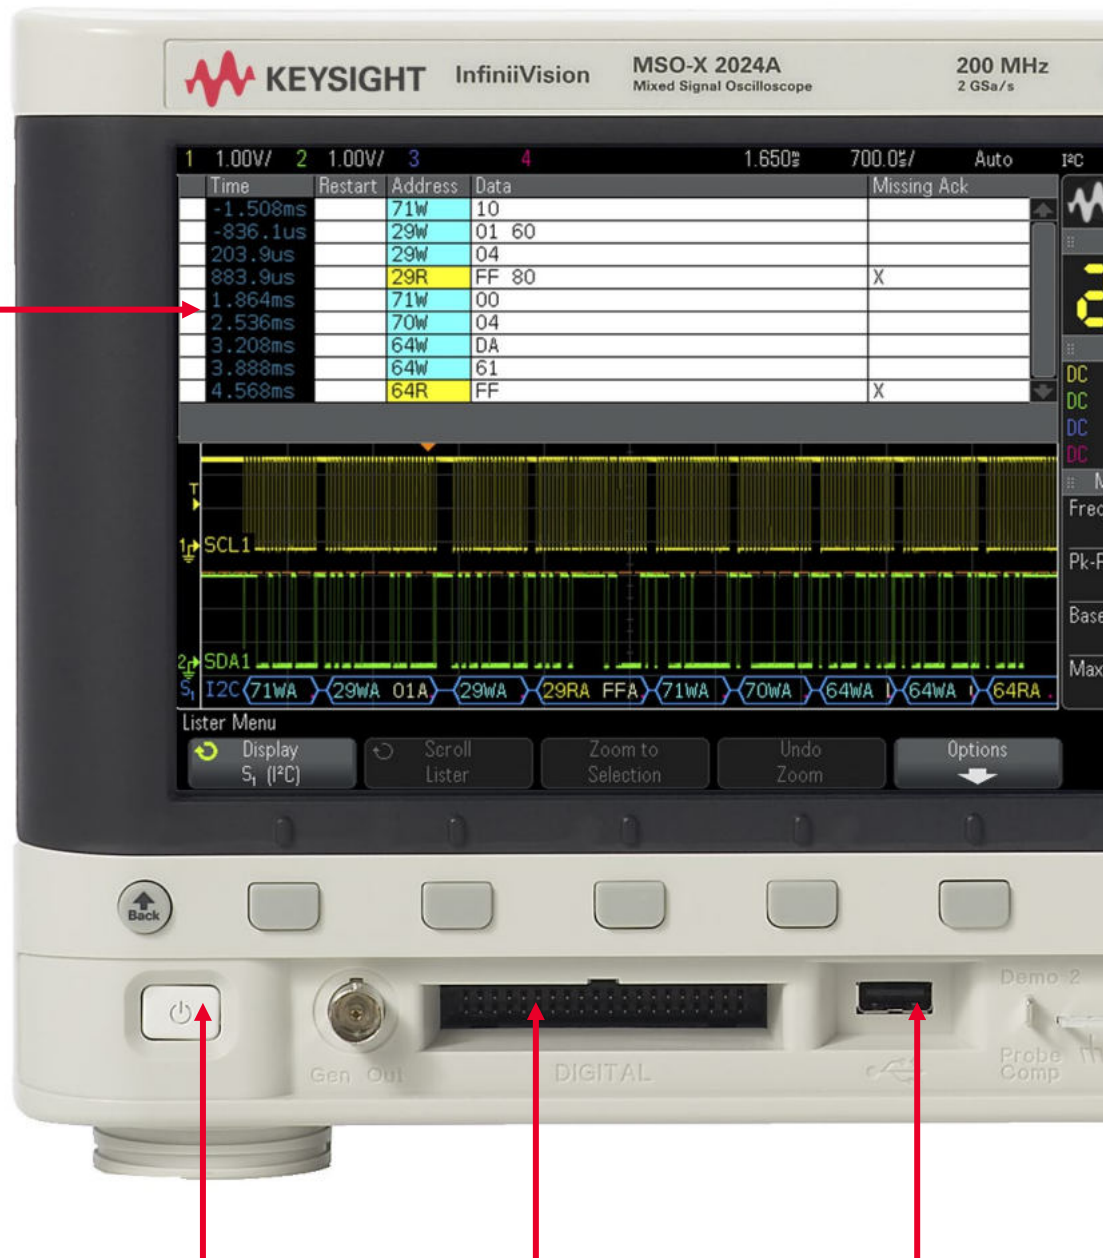 KEYSIGHT InfiniiVision MSO-X 2024A 200 MHz
Mixed Signal Oscilloscope 2 GSa/s
1 1.00V/ 2 1.00V/ 3 4 1.650 700.0 Auto I²C
Time Restart Address Data Missing Ack
-1.508ms 71W 10
-836.1us 29W 01 60
203.9us 29W 04
883.9us 29R FF 80 X
1.864ms 71W 00
2.536ms 70W 04
3.208ms 64W DA
3.888ms 64W 61
4.568ms 64R FF X
DC
DC
DC
DC
T
1 SCL1
2 SDA1
S₁ I2C 71WA 29WA 01A 29WA 29RA FFA 71WA 70WA 64WA 64WA 64RA
Base
Max
Lister Menu
Display Scroll Zoom to Undo Options
S₁ (I²C) Lister Selection Zoom
Back
Gen Out
DIGITAL
Demo 2
Probe
Comp